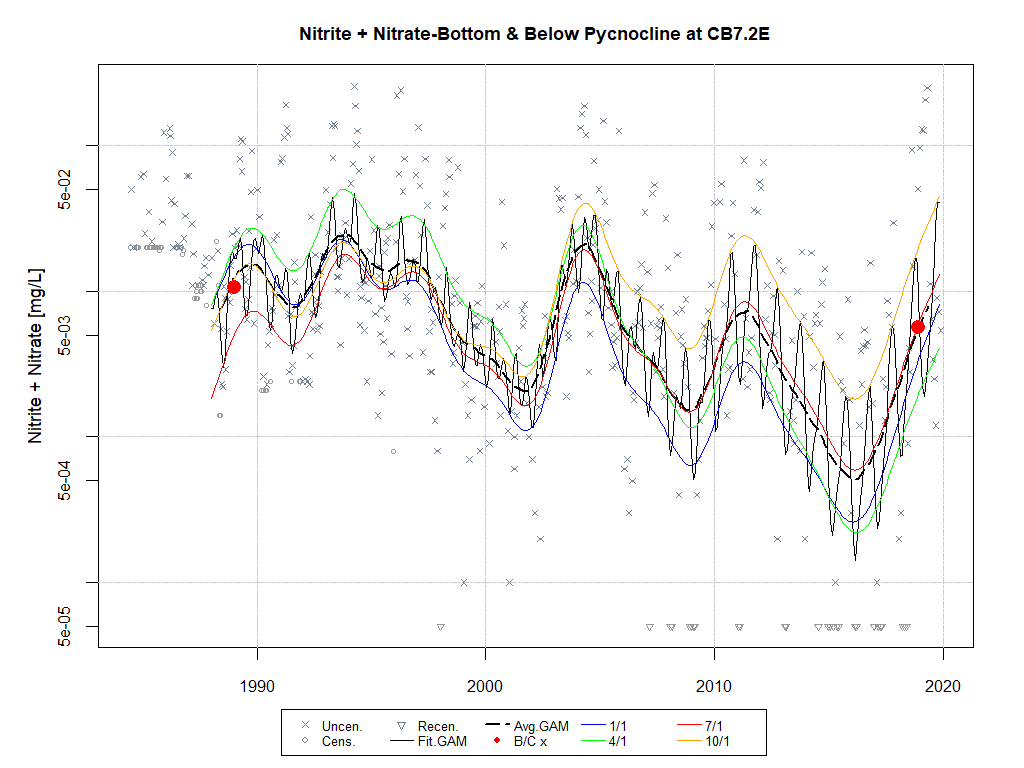 Nitrite + Nitrate-Bottom & Below Pycnocline at CB7.2E
Nitrite + Nitrate [mg/L]
5e-02
5e-03
5e-04
5e-05
1990 2000 2010 2020
Uncen. Recen. Avg.GAM 1/1 7/1
Cens. Fit.GAM B/C x 4/1 10/1